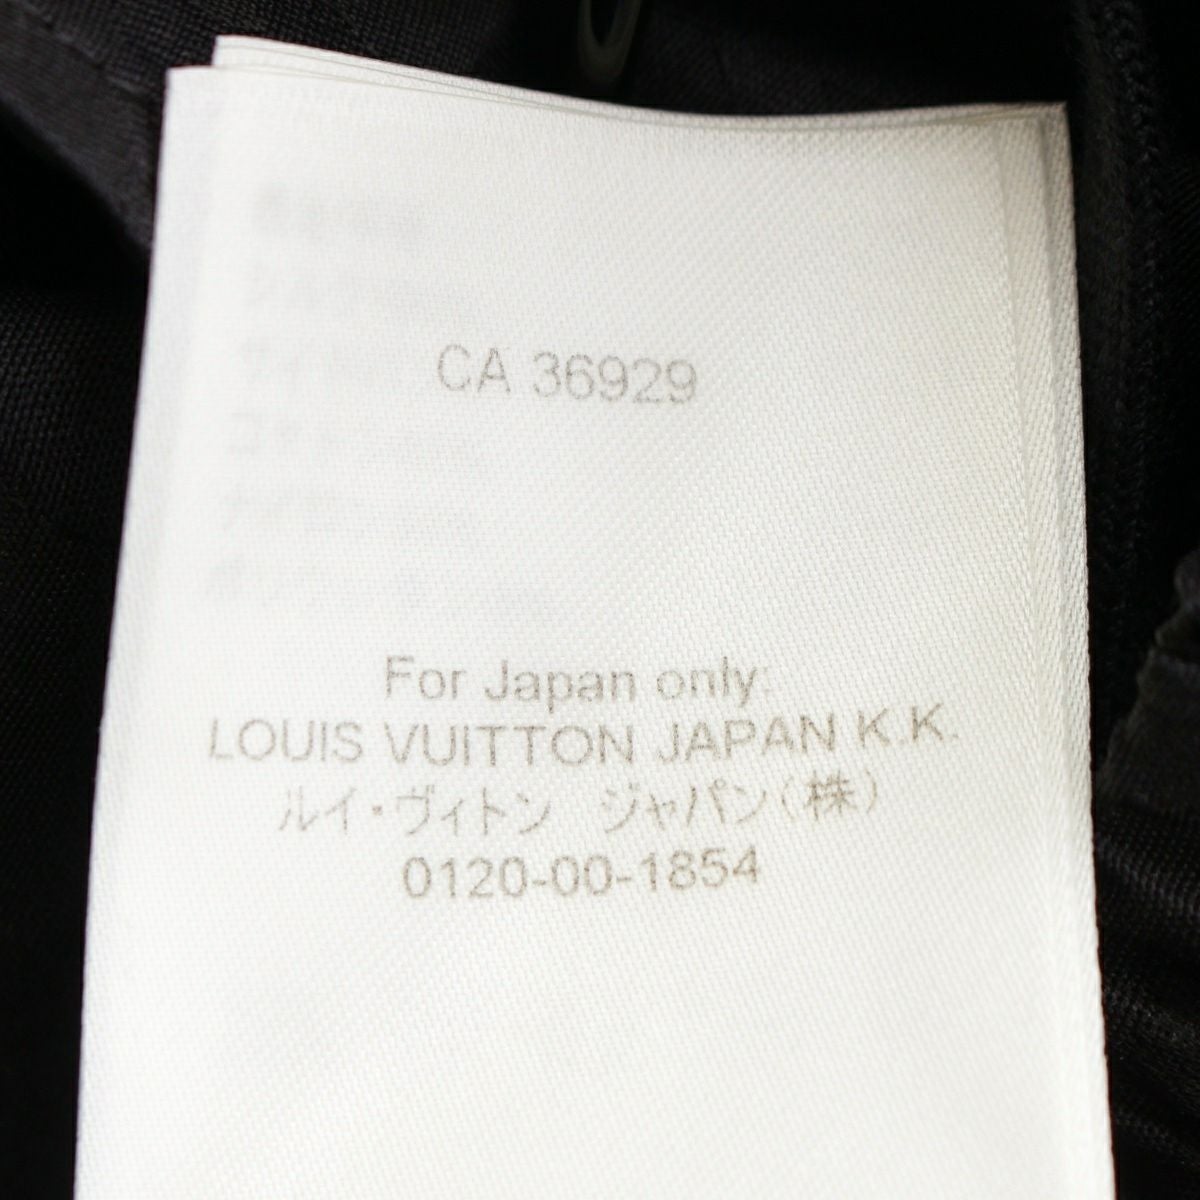 CA 36929
For Japan only:
LOUIS VUITTON JAPAN K.K.
ルイ・ヴィトン　ジャパン(株)
0120-00-1854